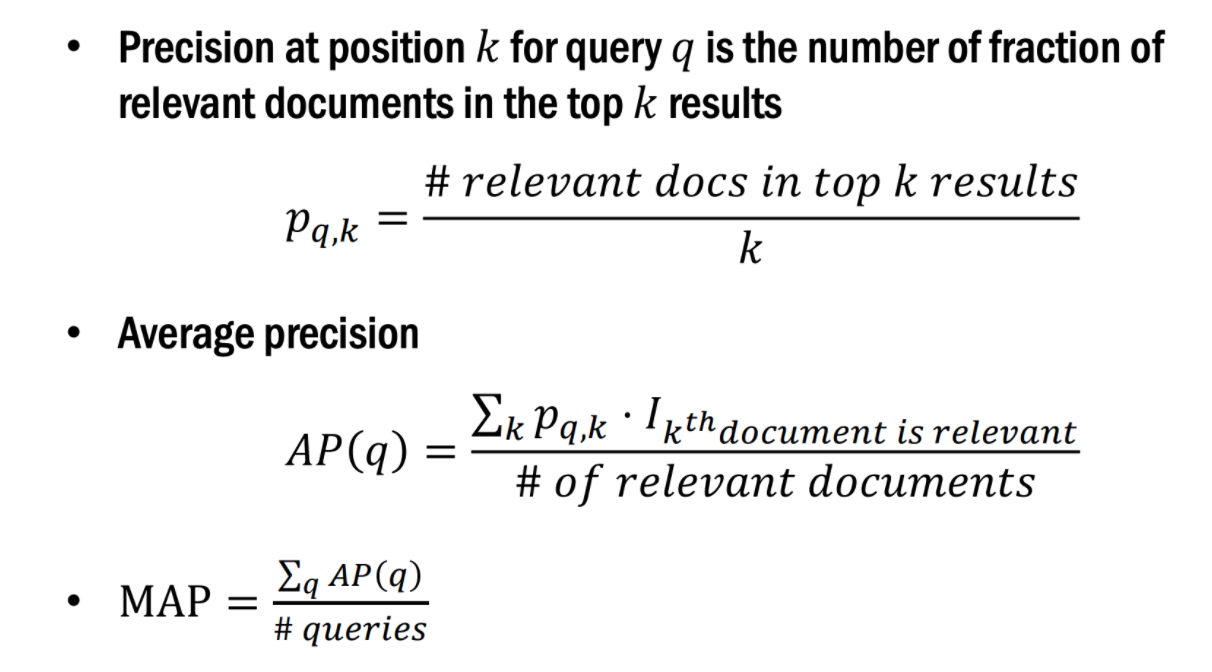 • Precision at position k for query q is the number of fraction of
relevant documents in the top k results
p_{q,k} = \frac{\# relevant docs in top k results}{k}
• Average precision
AP(q) = \frac{\sum_k p_{q,k} \cdot I_{k^{th} document is relevant}}{\# of relevant documents}
• MAP = \frac{\sum_q AP(q)}{\# queries}